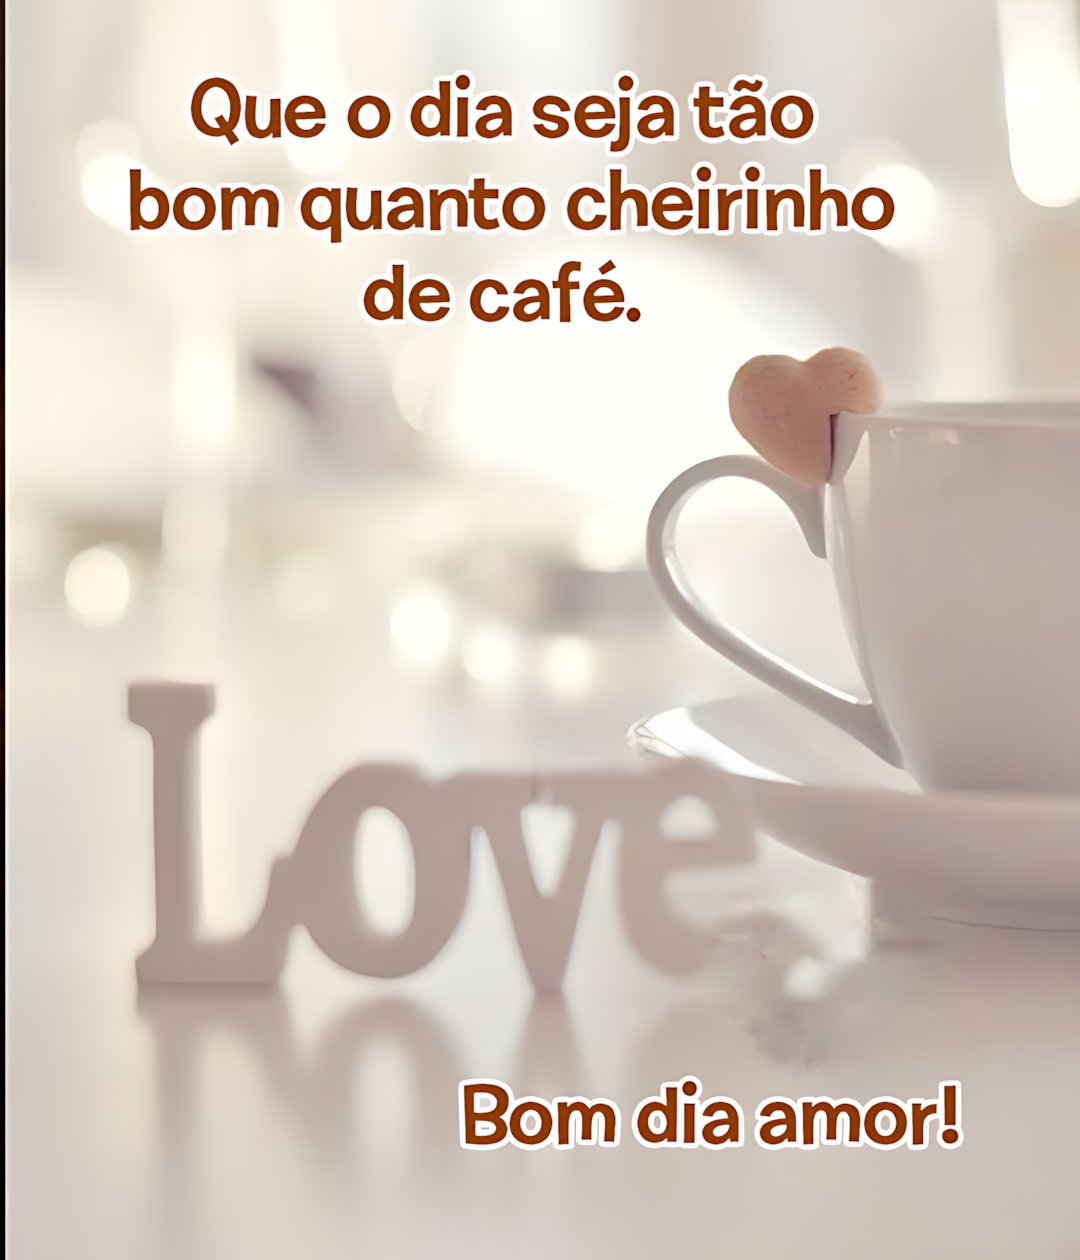 Que o dia seja tão
bom quanto cheirinho
de café.
Love
Bom dia amor!